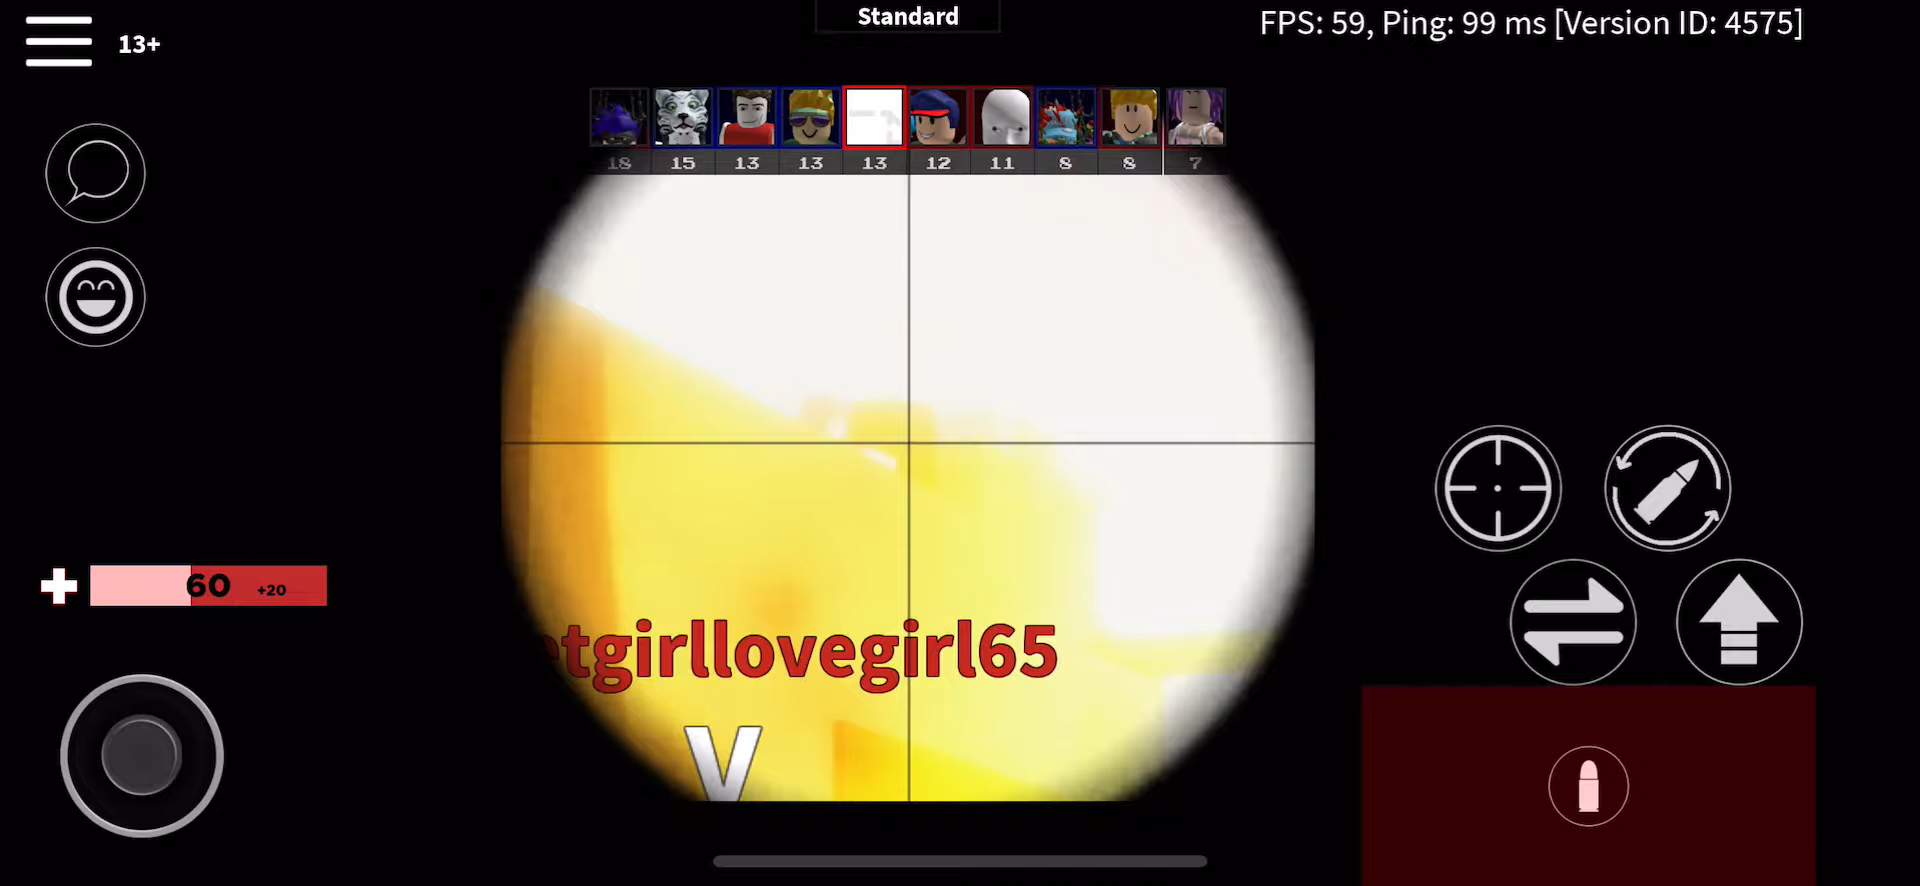 Standard
FPS: 59, Ping: 99 ms [Version ID: 4575]
13+
18 15 13 13 13 12 11 8 8 7
60 +20
tgirllovegirl65
V